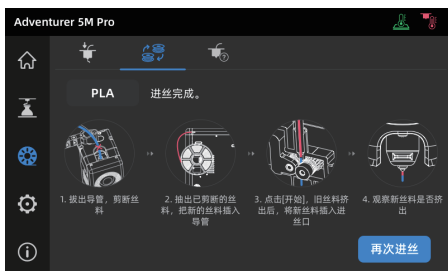 Adventurer 5M Pro
PLA 进丝完成。
1. 拔出导管，剪断丝
料
2. 抽出已剪断的丝
料，把新的丝料插入
导管
3. 点击[开始]，旧丝料挤
出后，将新丝料插入进
丝口
4. 观察新丝料是否挤
出
再次进丝